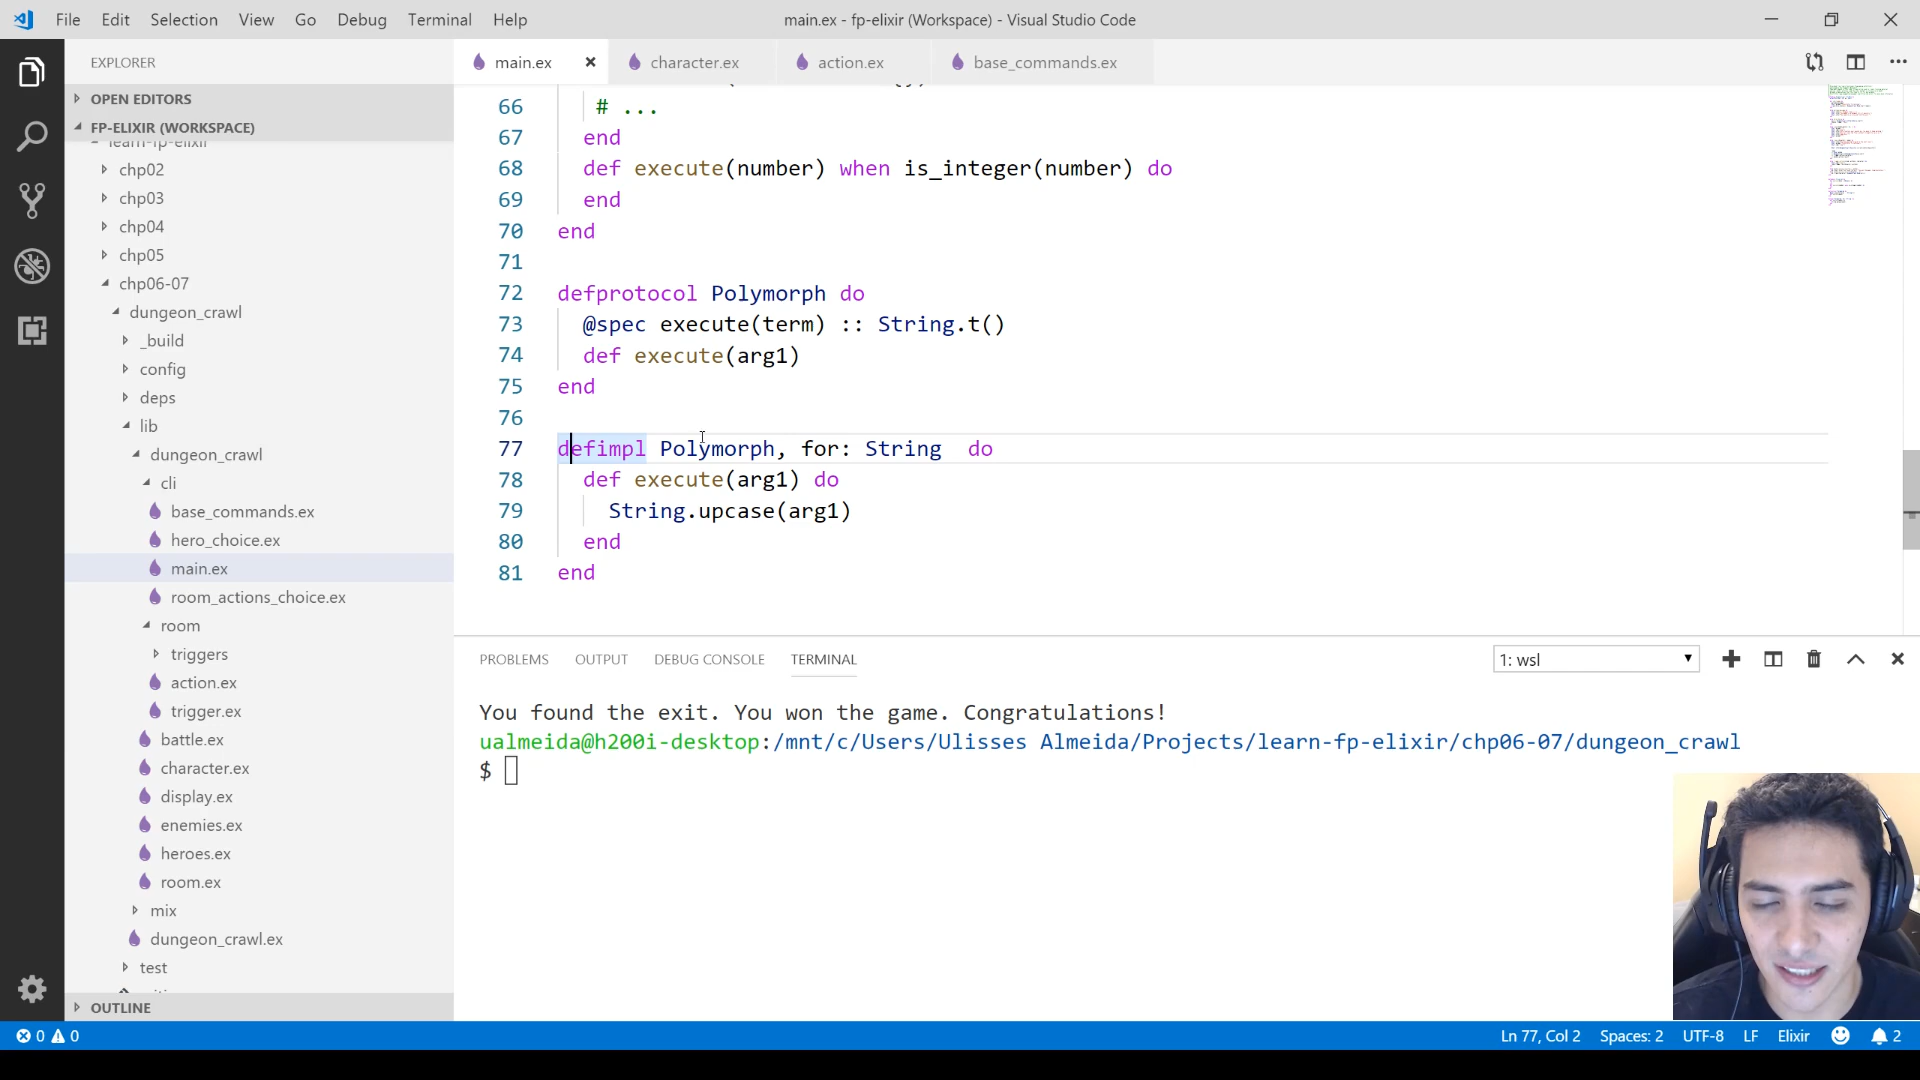 File Edit Selection View Go Debug Terminal Help
main.ex - fp-elixir (Workspace) - Visual Studio Code
EXPLORER
OPEN EDITORS
FP-ELIXIR (WORKSPACE)
learn-fp-elixir
chp02
chp03
chp04
chp05
chp06-07
dungeon_crawl
_build
config
deps
lib
dungeon_crawl
cli
base_commands.ex
hero_choice.ex
main.ex
room_actions_choice.ex
room
triggers
action.ex
trigger.ex
battle.ex
character.ex
display.ex
enemies.ex
heroes.ex
room.ex
mix
dungeon_crawl.ex
test
OUTLINE
main.ex character.ex action.ex base_commands.ex
66 # ...
67 end
68 def execute(number) when is_integer(number) do
69 end
70 end
71
72 defprotocol Polymorph do
73 @spec execute(term) :: String.t()
74 def execute(arg1)
75 end
76
77 defimpl Polymorph, for: String  do
78 def execute(arg1) do
79 String.upcase(arg1)
80 end
81 end
PROBLEMS OUTPUT DEBUG CONSOLE TERMINAL
1: wsl
You found the exit. You won the game. Congratulations!
ualmeida@h200i-desktop:/mnt/c/Users/Ulisses Almeida/Projects/learn-fp-elixir/chp06-07/dungeon_crawl
$
0 0
Ln 77, Col 2 Spaces: 2 UTF-8 LF Elixir 2